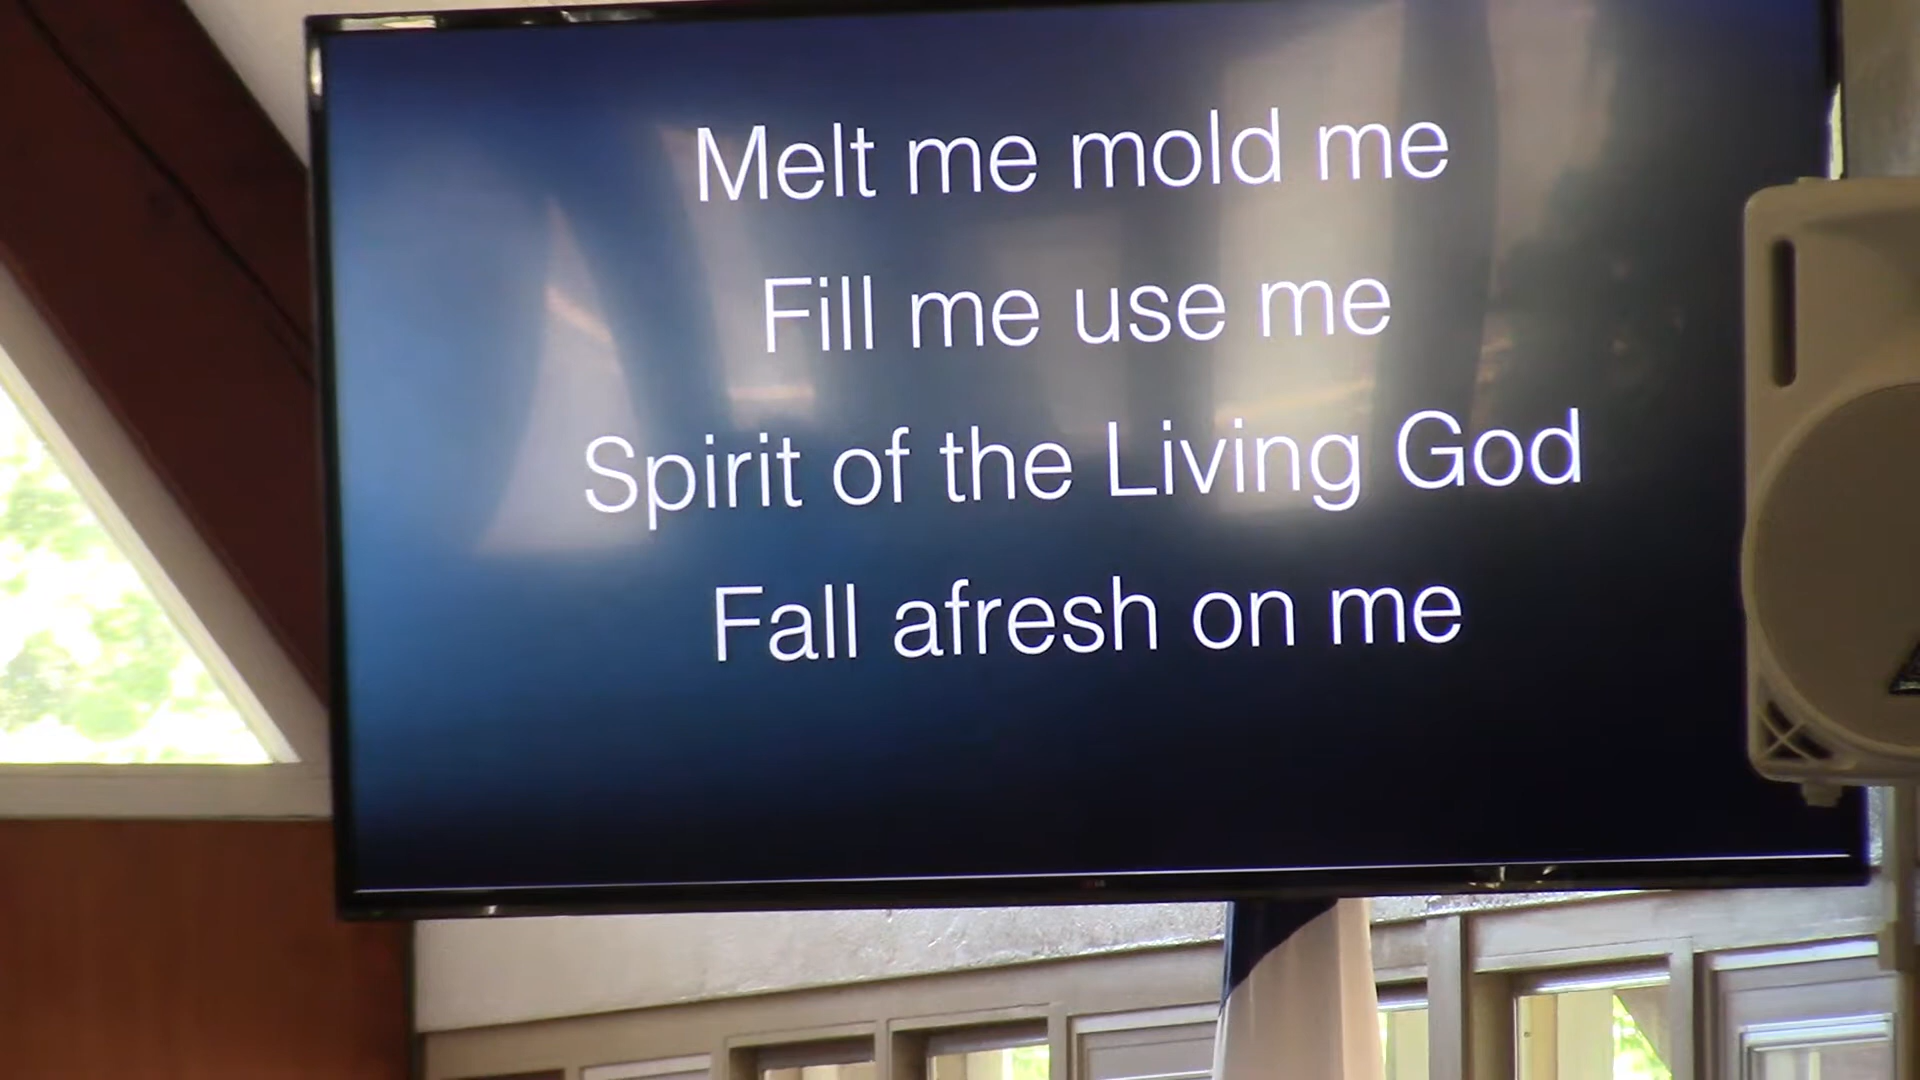 Melt me mold me
Fill me use me
Spirit of the Living God
Fall afresh on me